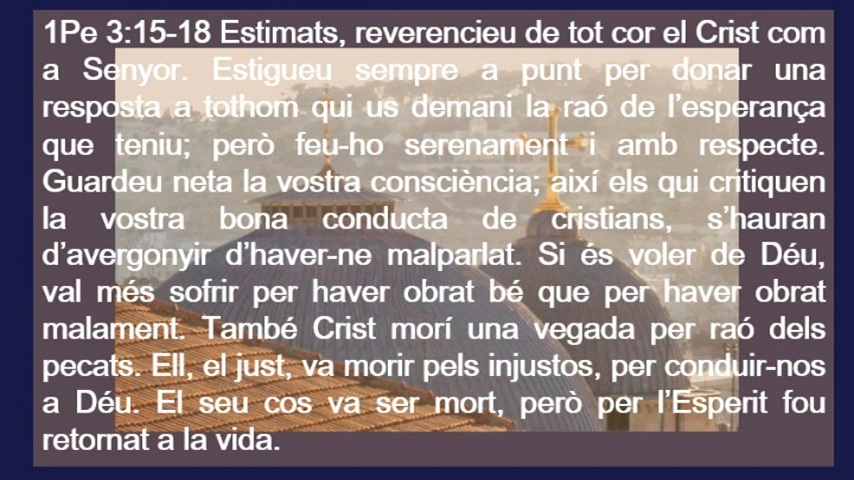 1Pe 3:15-18 Estimats, reverencieu de tot cor el Crist com
a Senyor. Estigueu sempre a punt per donar una
resposta a tothom qui us demani la raó de l’esperança
que teniu; però feu-ho serenament i amb respecte.
Guardeu neta la vostra consciència; així els qui critiquen
la vostra bona conducta de cristians, s’hauran
d’avergonyir d’haver-ne malparlat. Si és voler de Déu,
val més sofrir per haver obrat bé que per haver obrat
malament. També Crist morí una vegada per raó dels
pecats. Ell, el just, va morir pels injustos, per conduir-nos
a Déu. El seu cos va ser mort, però per l’Esperit fou
retornat a la vida.